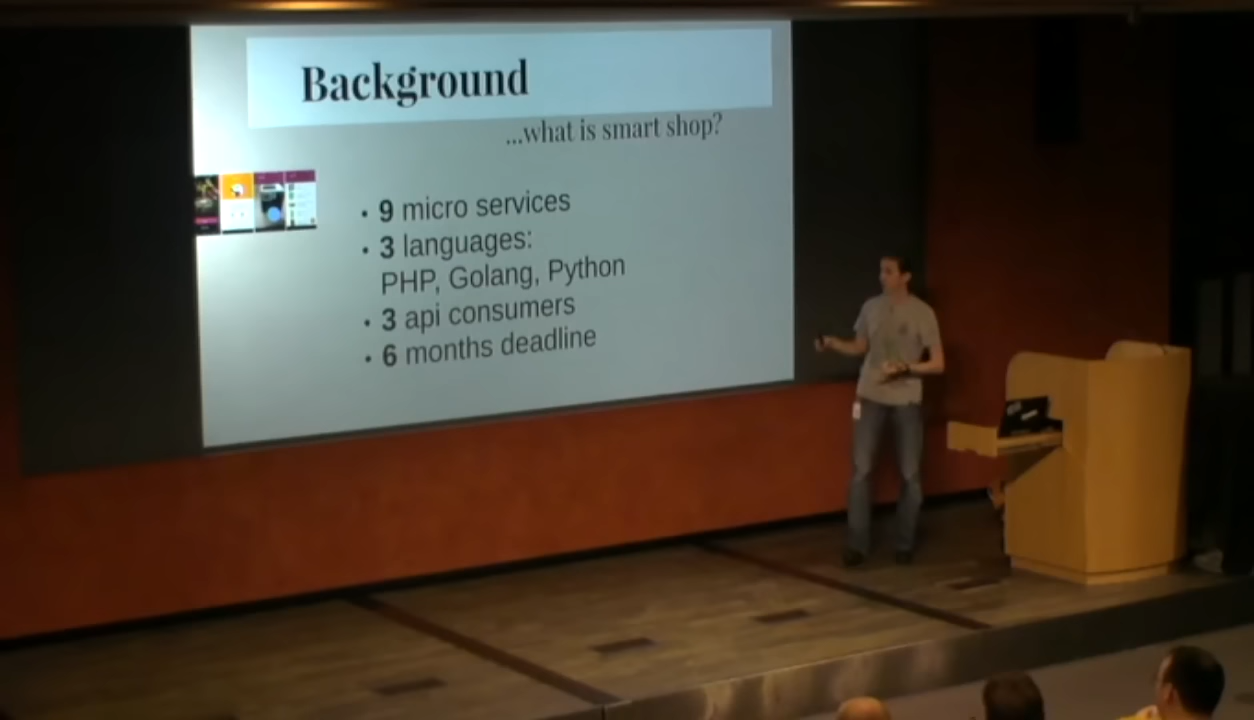 Background
...what is smart shop?
• 9 micro services
• 3 languages:
PHP, Golang, Python
• 3 api consumers
• 6 months deadline